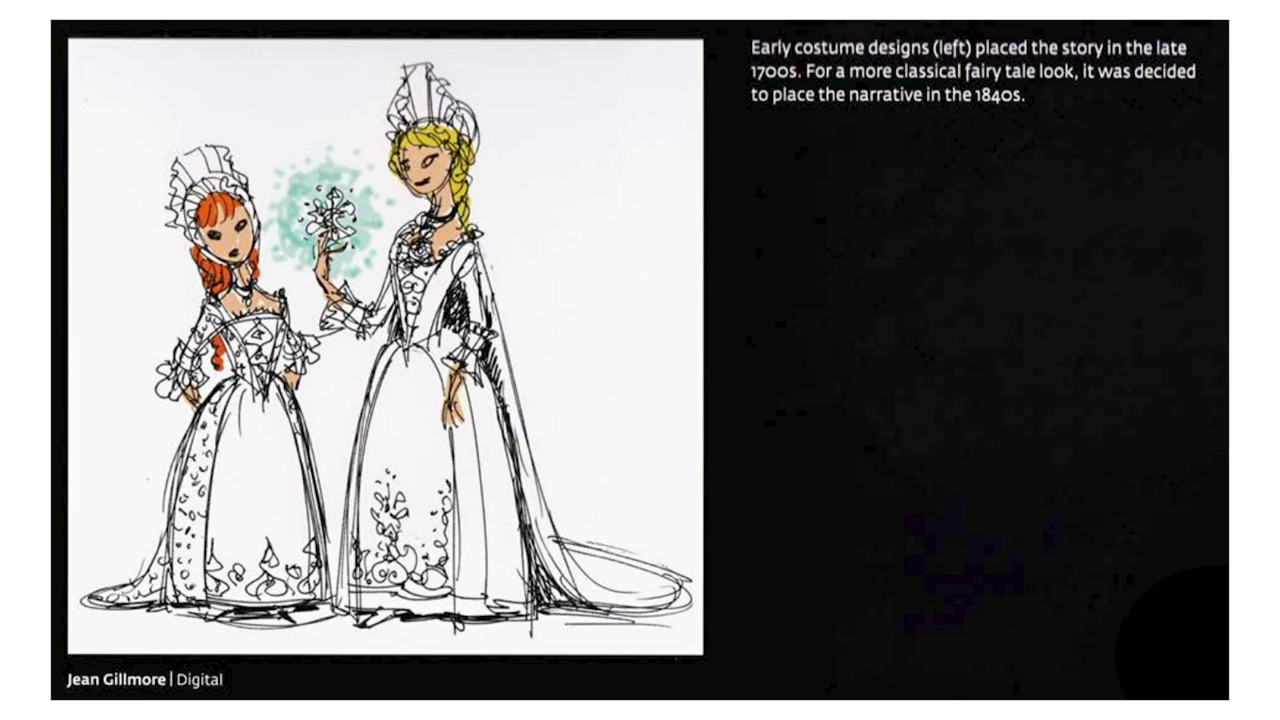 Early costume designs (left) placed the story in the late
1700s. For a more classical fairy tale look, it was decided
to place the narrative in the 1840s.
Jean Gillmore | Digital